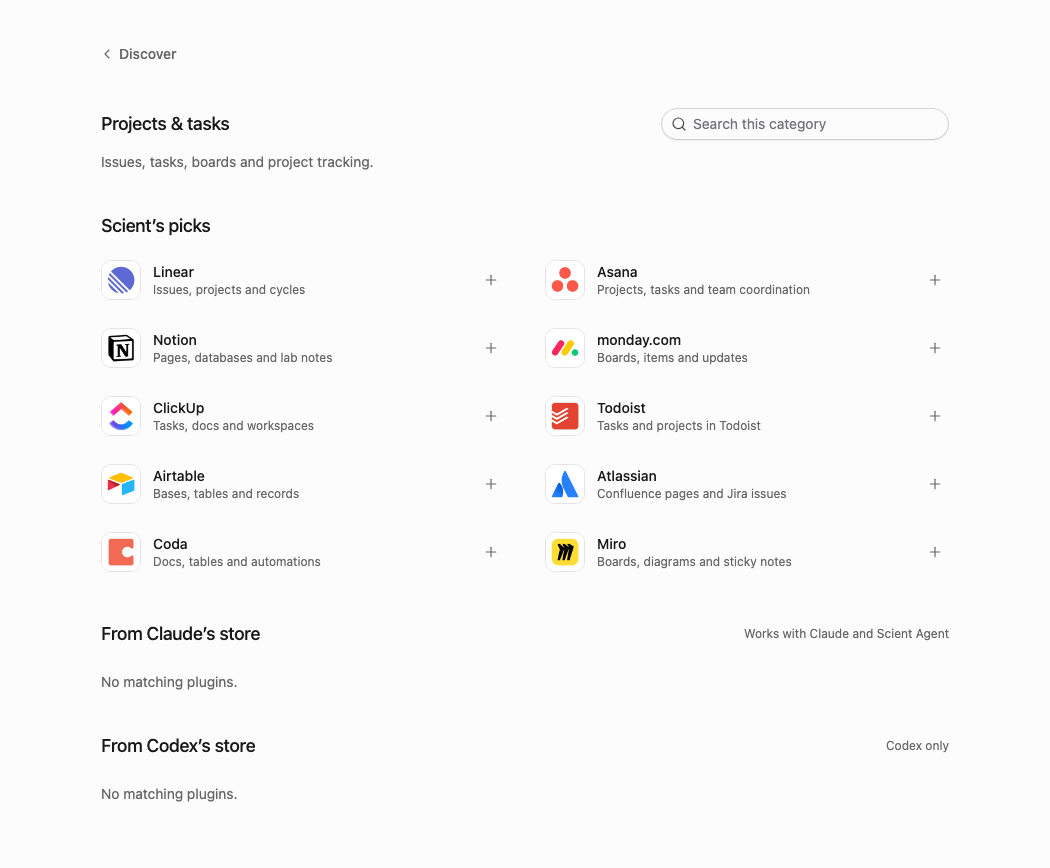 Discover
Projects & tasks
Search this category
Issues, tasks, boards and project tracking.
Scient’s picks
Linear
Issues, projects and cycles
Asana
Projects, tasks and team coordination
Notion
Pages, databases and lab notes
monday.com
Boards, items and updates
ClickUp
Tasks, docs and workspaces
Todoist
Tasks and projects in Todoist
Airtable
Bases, tables and records
Atlassian
Confluence pages and Jira issues
Coda
Docs, tables and automations
Miro
Boards, diagrams and sticky notes
From Claude’s store
Works with Claude and Scient Agent
No matching plugins.
From Codex’s store
Codex only
No matching plugins.